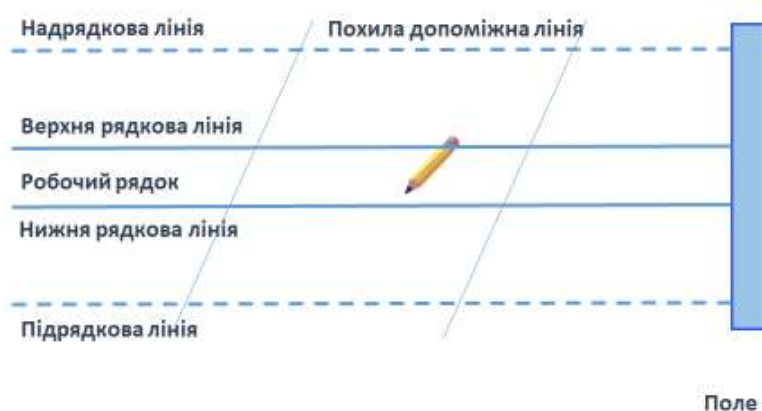 Надрядкова лінія
Похила допоміжна лінія
Верхня рядкова лінія
Робочий рядок
Нижня рядкова лінія
Підрядкова лінія
Поле